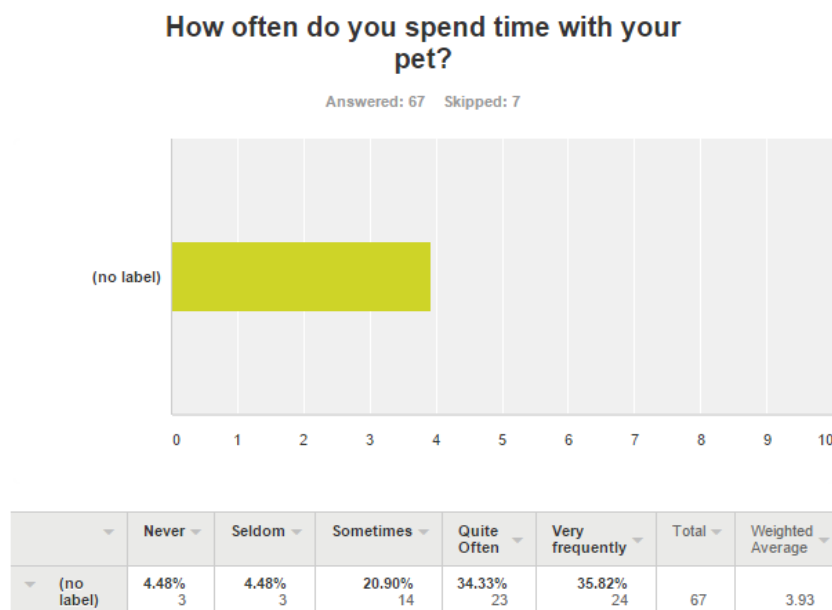 How often do you spend time with your
pet?
Answered: 67 Skipped: 7
(no label)
0 1 2 3 4 5 6 7 8 9 10
Never Seldom Sometimes Quite Often Very frequently Total Weighted Average
(no label) 4.48% 4.48% 20.90% 34.33% 35.82%
3 3 14 23 24 67 3.93